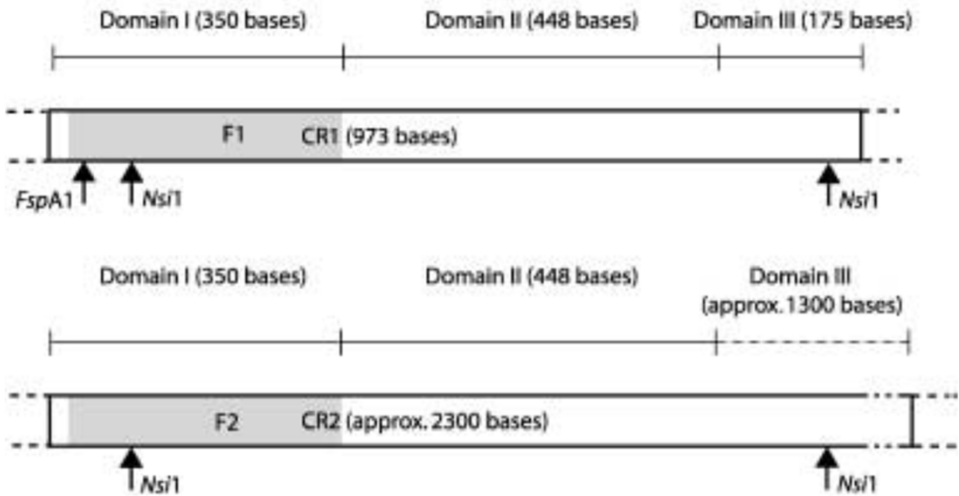 Domain I (350 bases) Domain II (448 bases) Domain III (175 bases)
F1 CR1 (973 bases)
FspA1 Nsi1 Nsi1
Domain I (350 bases) Domain II (448 bases) Domain III
(approx. 1300 bases)
F2 CR2 (approx. 2300 bases)
Nsi1 Nsi1